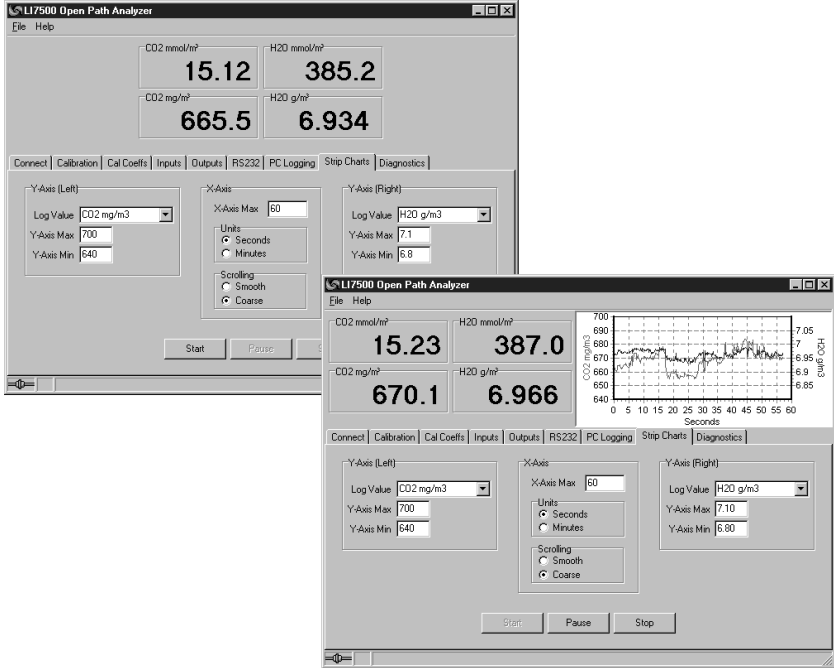 LI7500 Open Path Analyzer
File Help
CO2 mmol/m³ H2O mmol/m³
15.12 385.2
CO2 mg/m³ H2O g/m³
665.5 6.934
Connect Calibration Cal Coeffs Inputs Outputs RS232 PC Logging Strip Charts Diagnostics
Y-Axis (Left) X-Axis Y-Axis (Right)
Log Value CO2 mg/m3 X-Axis Max 60 Log Value H2O g/m3
Y-Axis Max 700 Units Y-Axis Max 7.1
Seconds
Y-Axis Min 640 Minutes Y-Axis Min 6.8
Scrolling
Smooth
Coarse
Start Pause
LI7500 Open Path Analyzer
File Help
CO2 mmol/m³ H2O mmol/m³
15.23 387.0
CO2 mg/m³ H2O g/m³
670.1 6.966
CO2 mg/m3
700
690
680
670
660
650
640
7.05
7
6.95
6.9
6.85
H2O g/m3
0 5 10 15 20 25 30 35 40 45 50 55 60
Seconds
Connect Calibration Cal Coeffs Inputs Outputs RS232 PC Logging Strip Charts Diagnostics
Y-Axis (Left) X-Axis Y-Axis (Right)
Log Value CO2 mg/m3 X-Axis Max 60 Log Value H2O g/m3
Y-Axis Max 700 Units Y-Axis Max 7.10
Seconds
Y-Axis Min 640 Minutes Y-Axis Min 6.80
Scrolling
Smooth
Coarse
Start Pause Stop